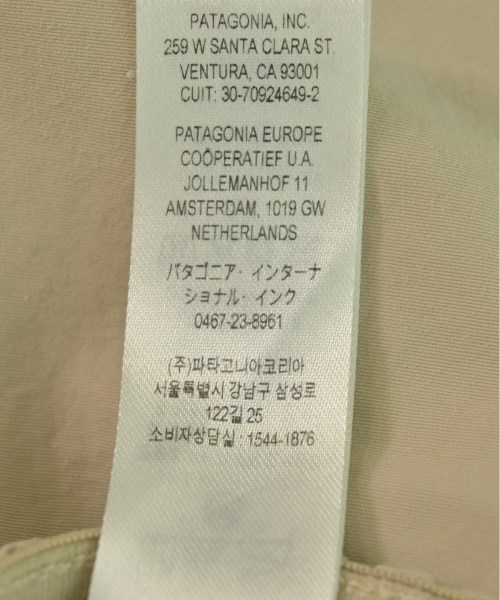 PATAGONIA, INC.
259 W SANTA CLARA ST.
VENTURA, CA 93001
CUIT: 30-70924649-2
PATAGONIA EUROPE
COÖPERATIEF U.A.
JOLLEMANHOF 11
AMSTERDAM, 1019 GW
NETHERLANDS
パタゴニア・インターナ
ショナル・インク
0467-23-8961
(주)파타고니아코리아
서울특별시 강남구 삼성로
122길 25
소비자상담실 : 1544-1876